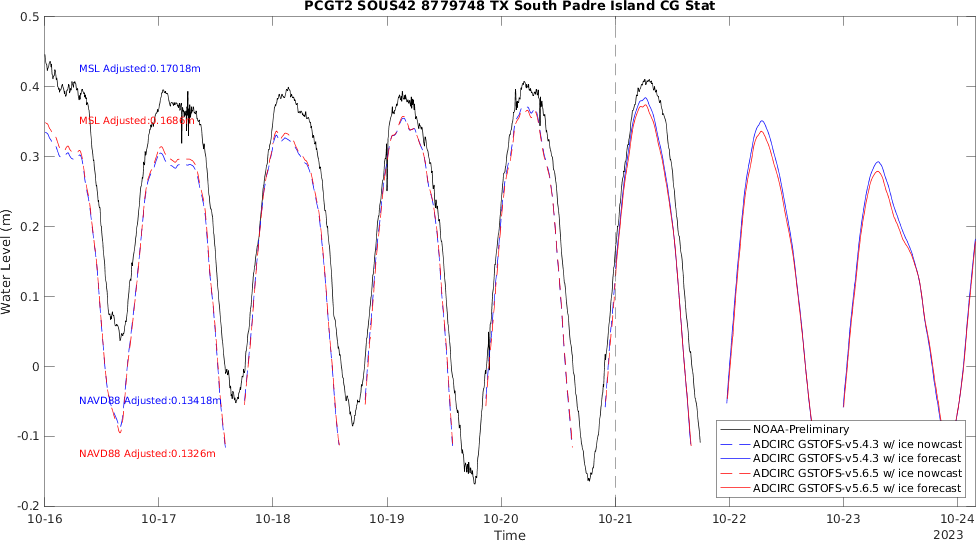 PCGT2 SOUS42 8779748 TX South Padre Island CG Stat
0.5
0.4
0.3
0.2
0.1
0
-0.1
-0.2
Water Level (m)
MSL Adjusted:0.17018m
MSL Adjusted:0.1686m
NAVD88 Adjusted:0.13418m
NAVD88 Adjusted:0.1326m
NOAA-Preliminary
ADCIRC GSTOFS-v5.4.3 w/ ice nowcast
ADCIRC GSTOFS-v5.4.3 w/ ice forecast
ADCIRC GSTOFS-v5.6.5 w/ ice nowcast
ADCIRC GSTOFS-v5.6.5 w/ ice forecast
10-16 10-17 10-18 10-19 10-20 10-21 10-22 10-23 10-24
Time
2023